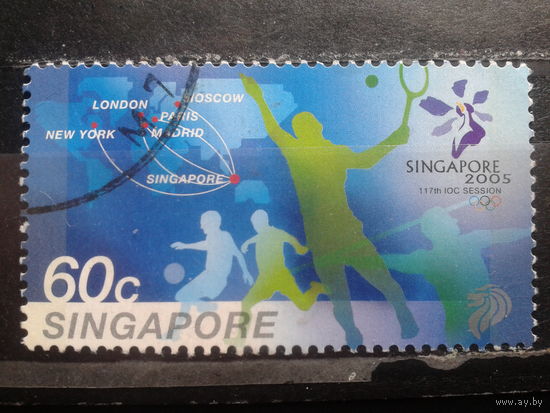 MOSCOW
LONDON
PARIS
NEW YORK
MADRID
SINGAPORE
SINGAPORE
2005
117th IOC SESSION
60c
SINGAPORE
www.ay.by